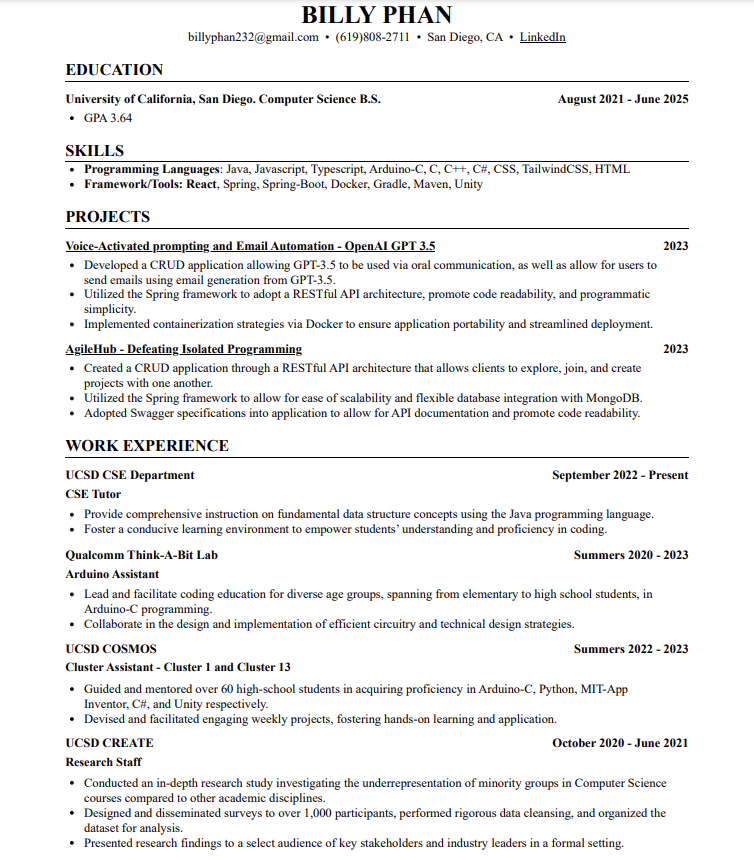 BILLY PHAN
billyphan232@gmail.com • (619)808-2711 • San Diego, CA • LinkedIn
EDUCATION
University of California, San Diego. Computer Science B.S. August 2021 - June 2025
• GPA 3.64
SKILLS
• Programming Languages: Java, Javascript, Typescript, Arduino-C, C, C++, C#, CSS, TailwindCSS, HTML
• Framework/Tools: React, Spring, Spring-Boot, Docker, Gradle, Maven, Unity
PROJECTS
Voice-Activated prompting and Email Automation - OpenAI GPT 3.5 2023
• Developed a CRUD application allowing GPT-3.5 to be used via oral communication, as well as allow for users to
send emails using email generation from GPT-3.5.
• Utilized the Spring framework to adopt a RESTful API architecture, promote code readability, and programmatic
simplicity.
• Implemented containerization strategies via Docker to ensure application portability and streamlined deployment.
AgileHub - Defeating Isolated Programming 2023
• Created a CRUD application through a RESTful API architecture that allows clients to explore, join, and create
projects with one another.
• Utilized the Spring framework to allow for ease of scalability and flexible database integration with MongoDB.
• Adopted Swagger specifications into application to allow for API documentation and promote code readability.
WORK EXPERIENCE
UCSD CSE Department September 2022 - Present
CSE Tutor
• Provide comprehensive instruction on fundamental data structure concepts using the Java programming language.
• Foster a conducive learning environment to empower students’ understanding and proficiency in coding.
Qualcomm Think-A-Bit Lab Summers 2020 - 2023
Arduino Assistant
• Lead and facilitate coding education for diverse age groups, spanning from elementary to high school students, in
Arduino-C programming.
• Collaborate in the design and implementation of efficient circuitry and technical design strategies.
UCSD COSMOS Summers 2022 - 2023
Cluster Assistant - Cluster 1 and Cluster 13
• Guided and mentored over 60 high-school students in acquiring proficiency in Arduino-C, Python, MIT-App
Inventor, C#, and Unity respectively.
• Devised and facilitated engaging weekly projects, fostering hands-on learning and application.
UCSD CREATE October 2020 - June 2021
Research Staff
• Conducted an in-depth research study investigating the underrepresentation of minority groups in Computer Science
courses compared to other academic disciplines.
• Designed and disseminated surveys to over 1,000 participants, performed rigorous data cleansing, and organized the
dataset for analysis.
• Presented research findings to a select audience of key stakeholders and industry leaders in a formal setting.